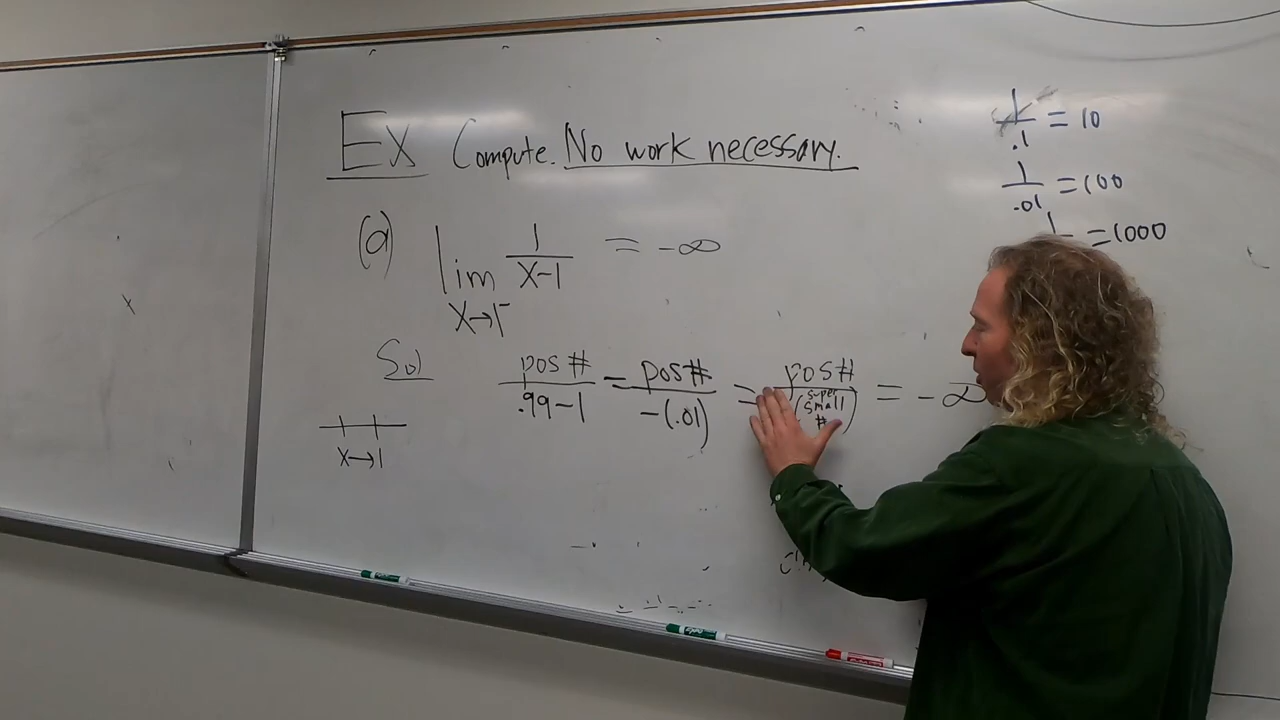 Ex Compute. No work necessary.
1/.1 = 10
1/.01 = 100
1/ = 1000
(a) lim x→1⁻ 1/(x-1) = -∞
Sol pos #/(.99-1) = pos #/(-(.01)) = pos #/(super small #) = -∞
x→1